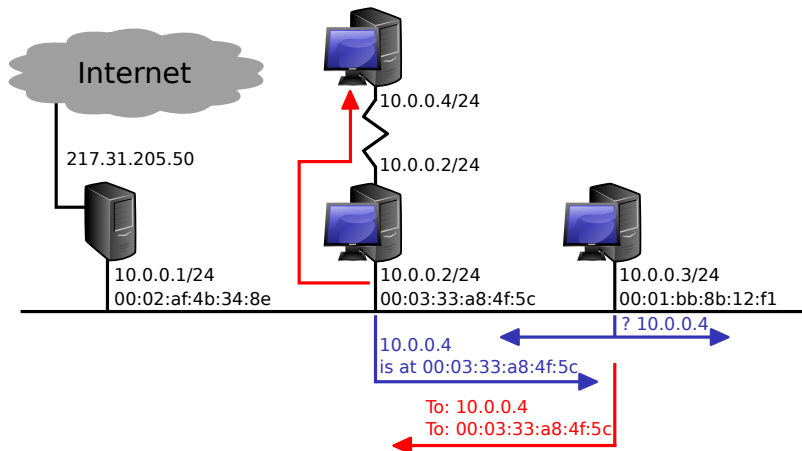 Internet
10.0.0.4/24
217.31.205.50
10.0.0.2/24
10.0.0.1/24
00:02:af:4b:34:8e
10.0.0.2/24
00:03:33:a8:4f:5c
10.0.0.3/24
00:01:bb:8b:12:f1
? 10.0.0.4
10.0.0.4
is at 00:03:33:a8:4f:5c
To: 10.0.0.4
To: 00:03:33:a8:4f:5c